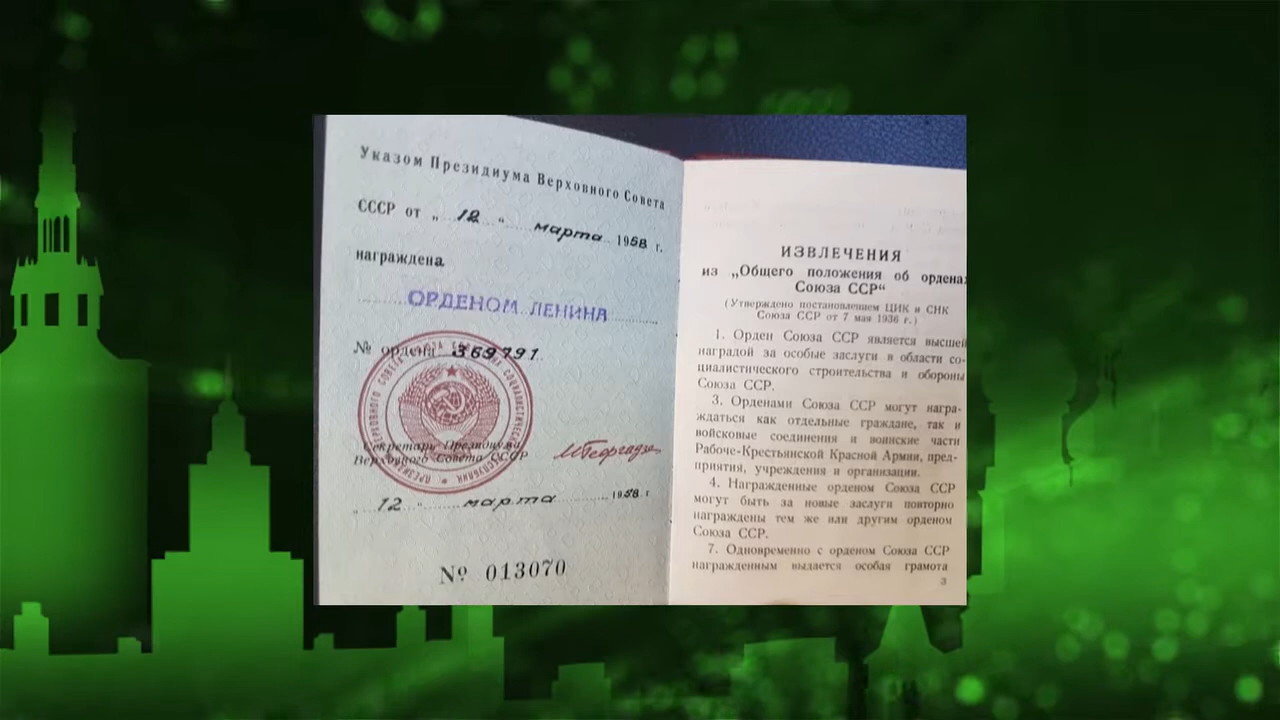 Указом Президиума Верховного Совета
СССР от „ 12 “ марта 1958 г.
награждена
ОРДЕНОМ ЛЕНИНА
№ ордена 369791
Секретарь Президиума
Верховного Совета СССР
„ 12 “ марта 1958 г
№ 013070
ИЗВЛЕЧЕНИЯ
из „Общего положения об орденах
Союза ССР“
(Утверждено постановлением ЦИК и СНК
Союза ССР от 7 мая 1936 г.)
1. Орден Союза ССР является высшей
наградой за особые заслуги в области со-
циалистического строительства и обороны
Союза ССР.
3. Орденами Союза ССР могут награ-
ждаться как отдельные граждане, так и
войсковые соединения и воинские части
Рабоче-Крестьянской Красной Армии, пред-
приятия, учреждения и организации.
4. Награжденные орденом Союза ССР
могут быть за новые заслуги повторно
награждены тем же или другим орденом
Союза ССР.
7. Одновременно с орденом Союза ССР
награжденным выдается особая грамота
3